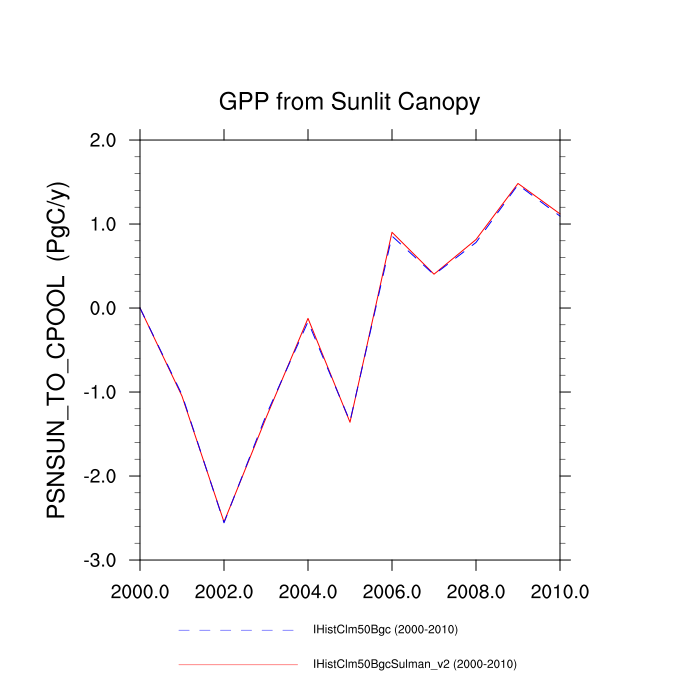 GPP from Sunlit Canopy
PSNSUN_TO_CPOOL (PgC/y)
2.0
1.0
0.0
-1.0
-2.0
-3.0
2000.0 2002.0 2004.0 2006.0 2008.0 2010.0
IHistClm50Bgc (2000-2010)
IHistClm50BgcSulman_v2 (2000-2010)